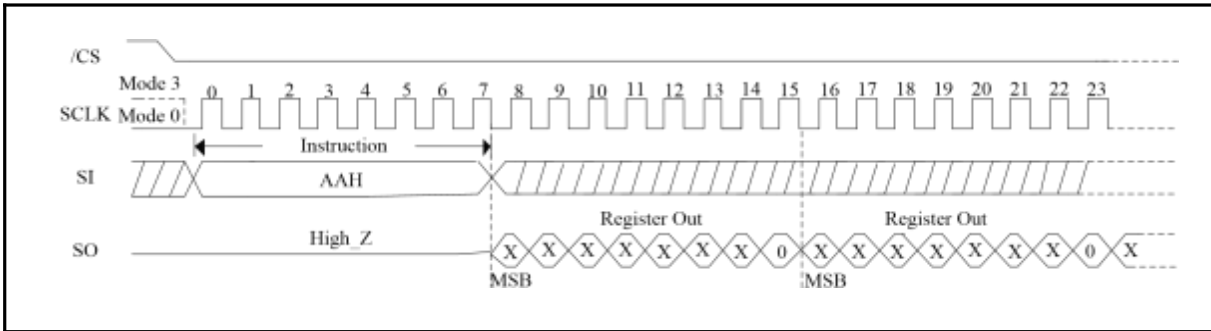 /CS
Mode 3
0 1 2 3 4 5 6 7 8 9 10 11 12 13 14 15 16 17 18 19 20 21 22 23
SCLK Mode 0
Instruction
SI AAH
Register Out Register Out
SO High_Z X X X X X X X 0 X X X X X X X 0 X
MSB MSB